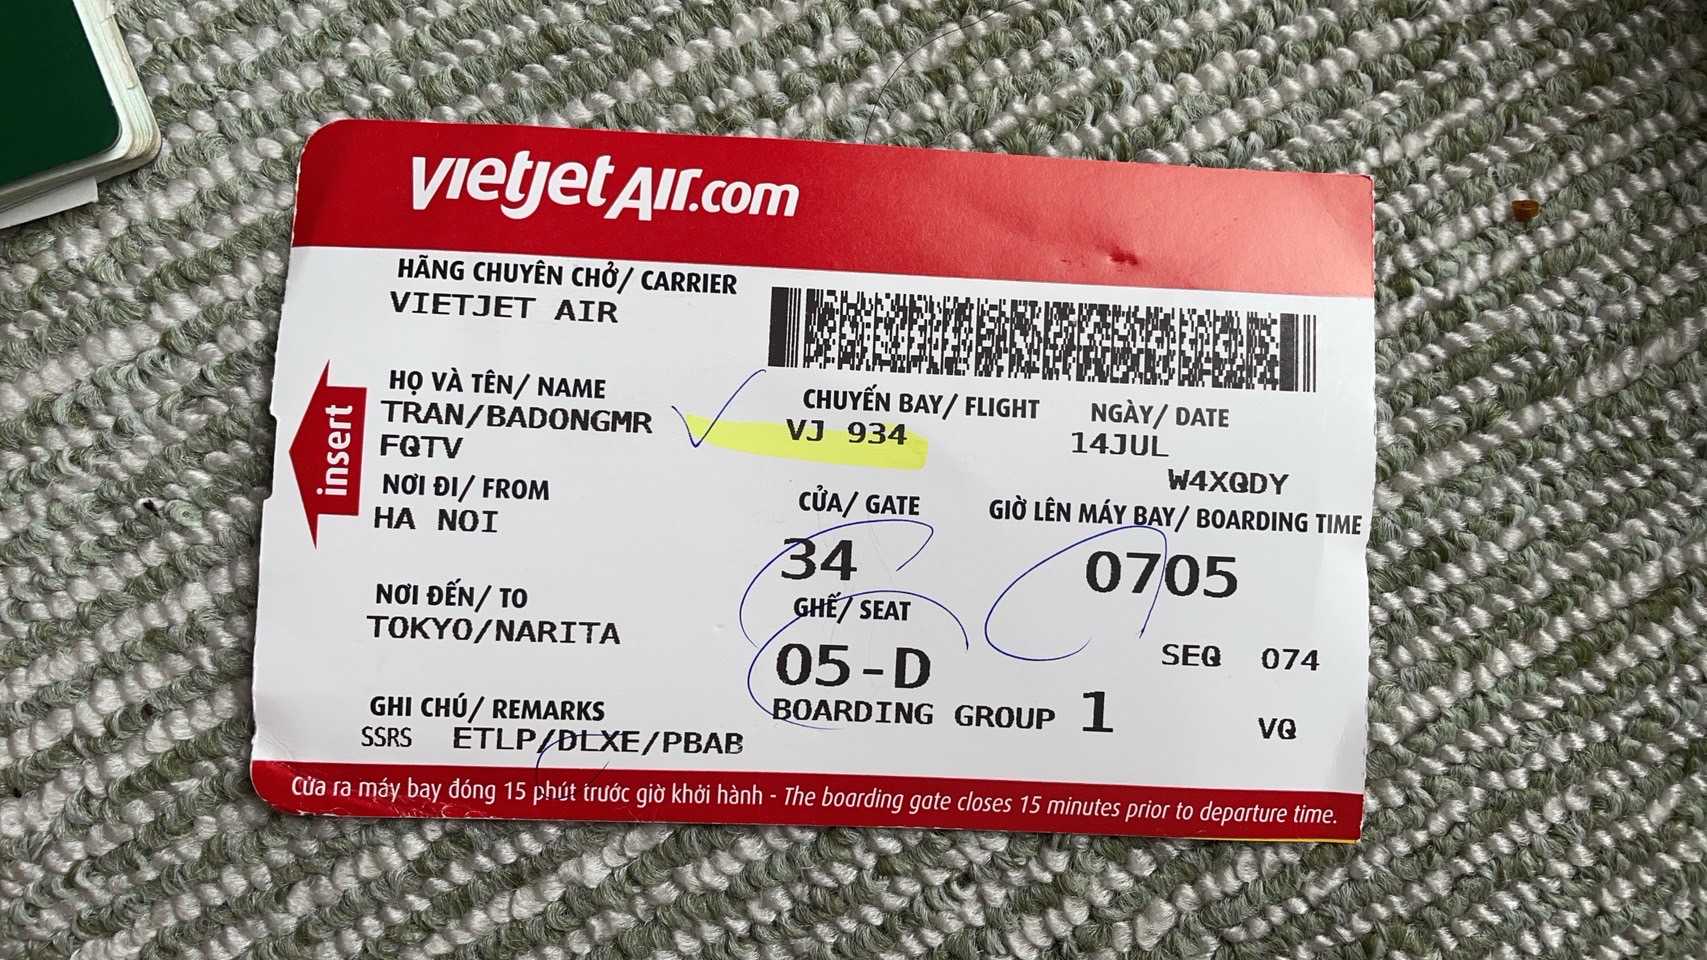 vietjet Air.com
HÃNG CHUYÊN CHỞ/ CARRIER
VIETJET AIR
HỌ VÀ TÊN/ NAME
TRAN/BADONGMR
FQTV
CHUYẾN BAY/ FLIGHT
VJ 934
NGÀY/ DATE
14JUL
W4XQDY
insert
NƠI ĐI/ FROM
HA NOI
CỬA/ GATE
34
GIỜ LÊN MÁY BAY/ BOARDING TIME
0705
NƠI ĐẾN/ TO
TOKYO/NARITA
GHẾ/ SEAT
05-D
SEQ 074
BOARDING GROUP 1
VQ
GHI CHÚ/ REMARKS
SSRS ETLP/DLXE/PBAB
Cửa ra máy bay đóng 15 phút trước giờ khởi hành - The boarding gate closes 15 minutes prior to departure time.